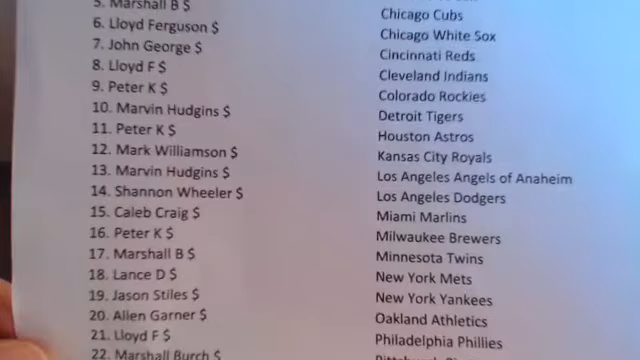 5. Marshall B $
6. Lloyd Ferguson $ Chicago Cubs
7. John George $ Chicago White Sox
8. Lloyd F $ Cincinnati Reds
9. Peter K $ Cleveland Indians
10. Marvin Hudgins $ Colorado Rockies
11. Peter K $ Detroit Tigers
12. Mark Williamson $ Houston Astros
13. Marvin Hudgins $ Kansas City Royals
14. Shannon Wheeler $ Los Angeles Angels of Anaheim
15. Caleb Craig $ Los Angeles Dodgers
16. Peter K $ Miami Marlins
17. Marshall B $ Milwaukee Brewers
18. Lance D $ Minnesota Twins
19. Jason Stiles $ New York Mets
20. Allen Garner $ New York Yankees
21. Lloyd F $ Oakland Athletics
22. Marshall Burch $ Philadelphia Phillies